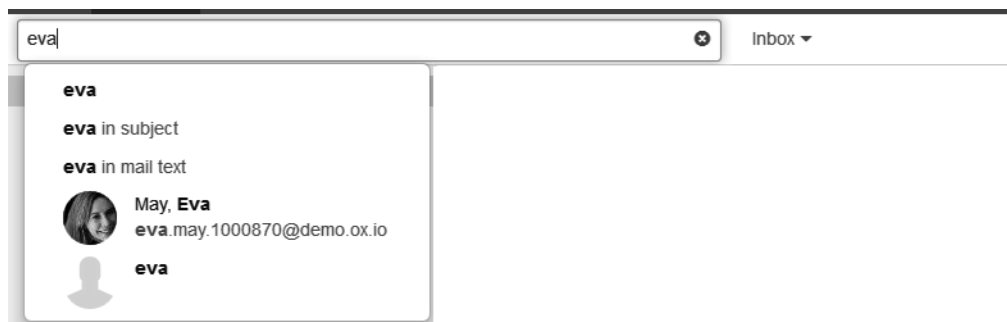 eva
Inbox
eva
eva in subject
eva in mail text
May, Eva
eva.may.1000870@demo.ox.io
eva